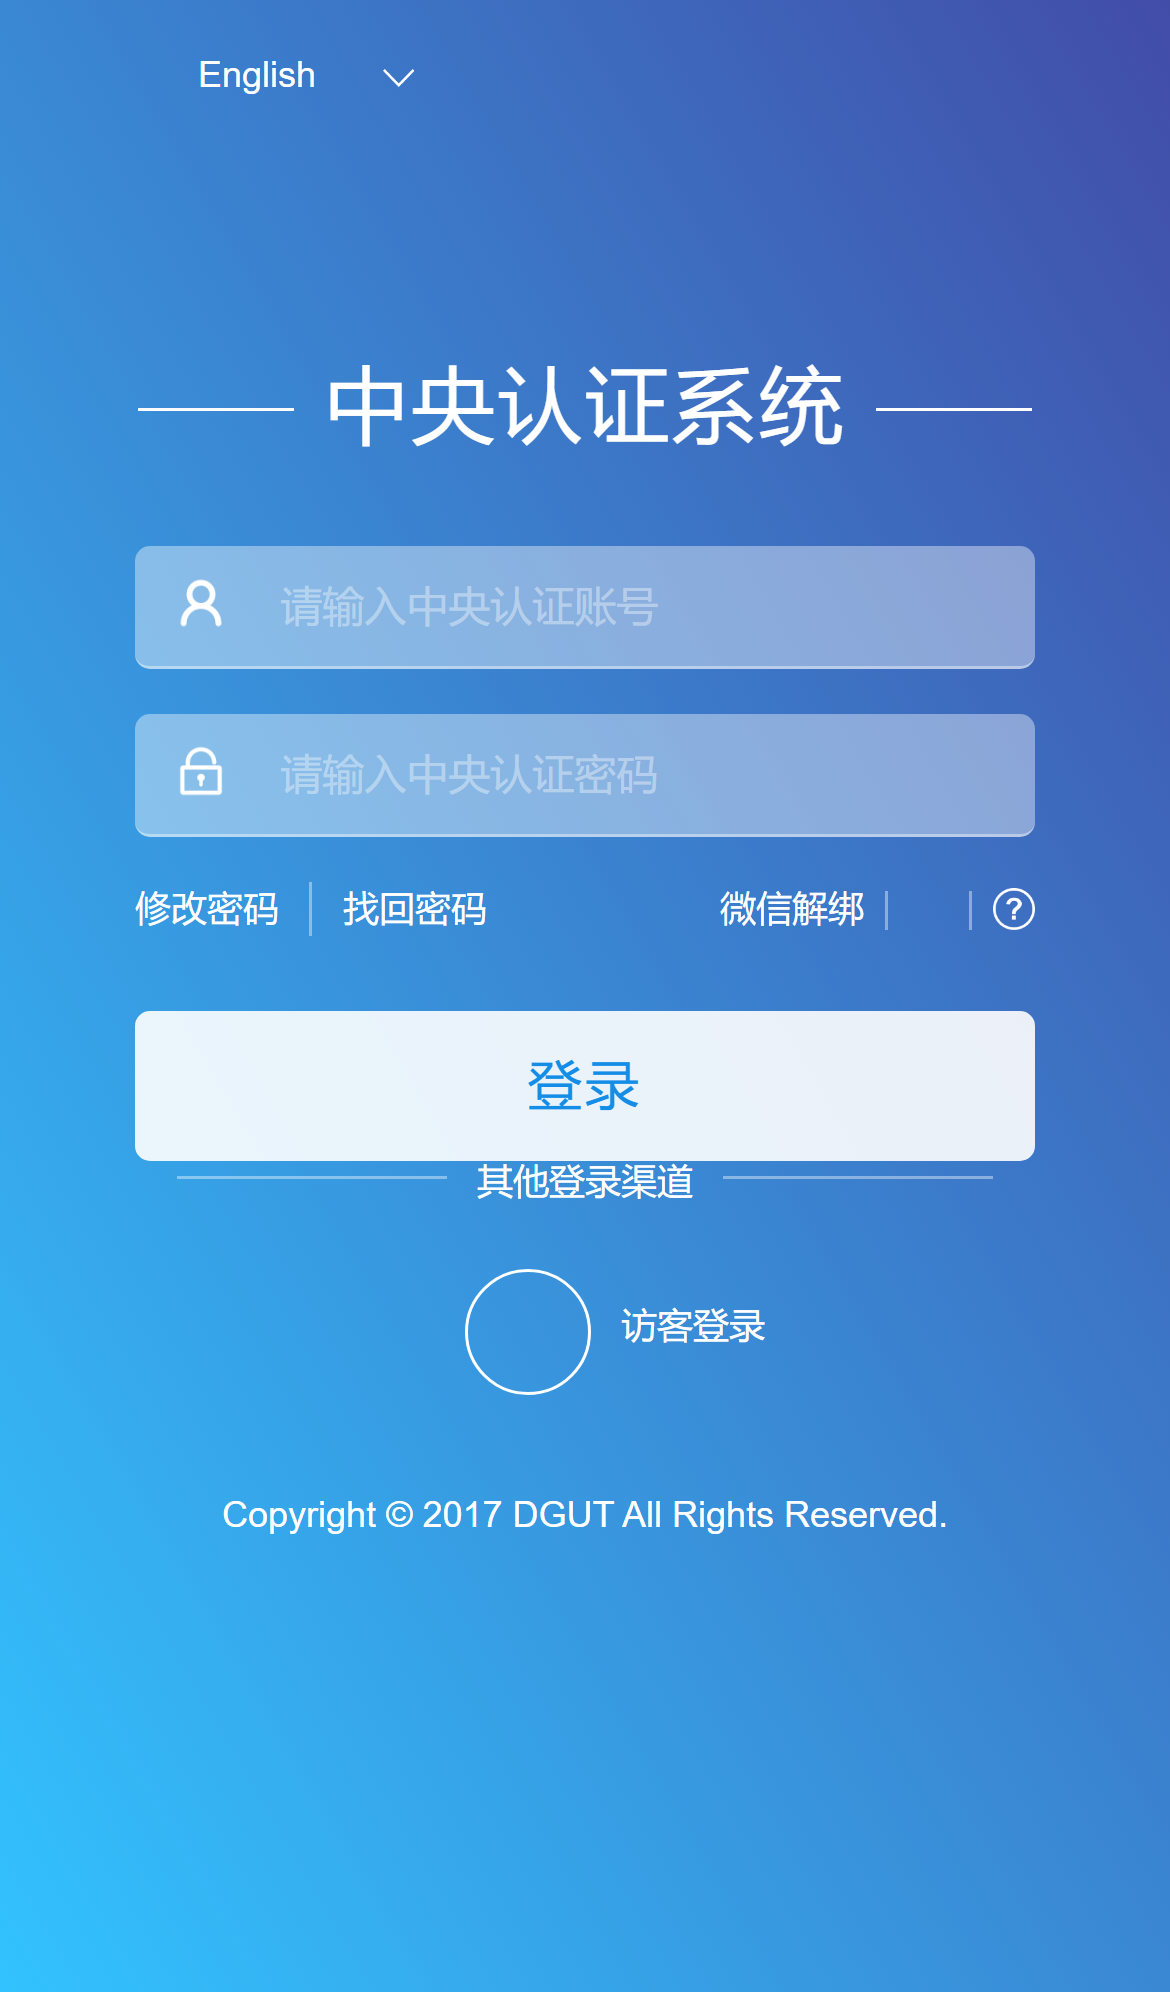 English
中央认证系统
请输入中央认证账号
请输入中央认证密码
修改密码 找回密码 微信解绑 ?
登录
其他登录渠道
访客登录
Copyright © 2017 DGUT All Rights Reserved.